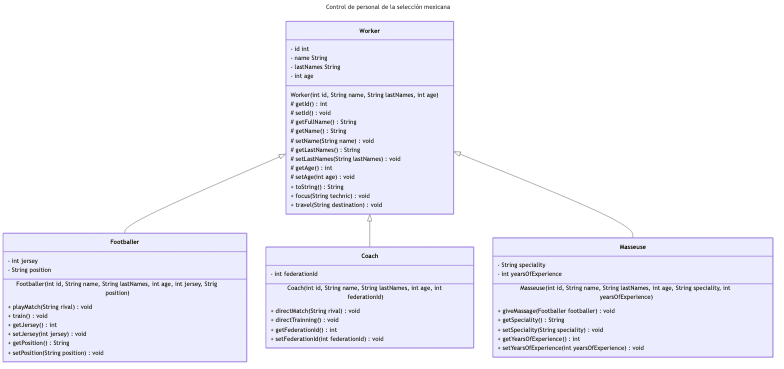 Control de personal de la selección mexicana
Worker
- id int
- name String
- lastNames String
- int age
Worker(int id, String name, String lastNames, int age)
# getId() : int
# setId() : void
# getFullName() : String
# getName() : String
# setName(String name) : void
# getLastNames() : String
# setLastNames(String lastNames) : void
# getAge() : int
# setAge(int age) : void
+ toString() : String
+ focus(String technic) : void
+ travel(String destination) : void
Footballer
- int jersey
- String position
Footballer(int id, String name, String lastNames, int age, int jersey, Strig
position)
+ playMatch(String rival) : void
+ train() : void
+ getJersey() : int
+ setJersey(int jersey) : void
+ getPosition() : String
+ setPosition(String position) : void
Coach
- int federationId
Coach(int id, String name, String lastNames, int age, int
federationId)
+ directMatch(String rival) : void
+ directTrainning() : void
+ getFederationId() : int
+ setFederationId(int federationId) : void
Masseuse
- String speciality
- int yearsOfExperience
Masseuse(int id, String name, String lastNames, int age, String speciality, int
yearsOfExperience)
+ giveMassage(Footballer footballer) : void
+ getSpeciality() : String
+ setSpeciality(String speciality) : void
+ getYearsOfExperience() : int
+ setYearsOfExperience(int yearsOfExperience) : void